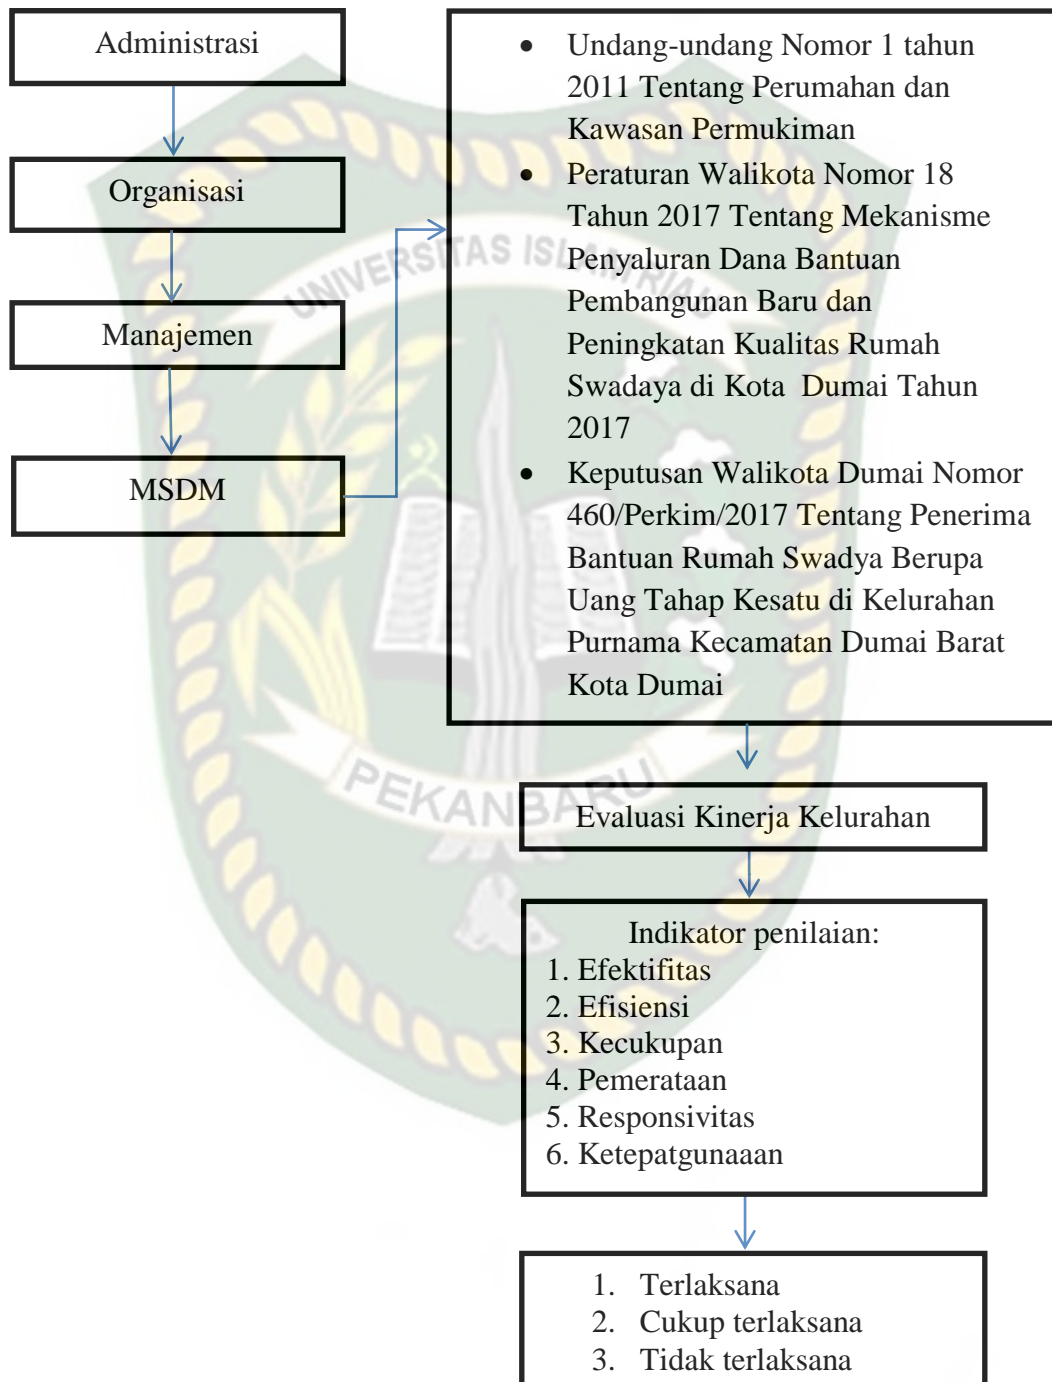 Administrasi
Organisasi
Manajemen
MSDM
• Undang-undang Nomor 1 tahun
2011 Tentang Perumahan dan
Kawasan Permukiman
• Peraturan Walikota Nomor 18
Tahun 2017 Tentang Mekanisme
Penyaluran Dana Bantuan
Pembangunan Baru dan
Peningkatan Kualitas Rumah
Swadaya di Kota Dumai Tahun
2017
• Keputusan Walikota Dumai Nomor
460/Perkim/2017 Tentang Penerima
Bantuan Rumah Swadya Berupa
Uang Tahap Kesatu di Kelurahan
Purnama Kecamatan Dumai Barat
Kota Dumai
Evaluasi Kinerja Kelurahan
Indikator penilaian:
1. Efektifitas
2. Efisiensi
3. Kecukupan
4. Pemerataan
5. Responsivitas
6. Ketepatgunaaan
1. Terlaksana
2. Cukup terlaksana
3. Tidak terlaksana
UNIVERSITAS ISLAM RIAU
PEKANBARU